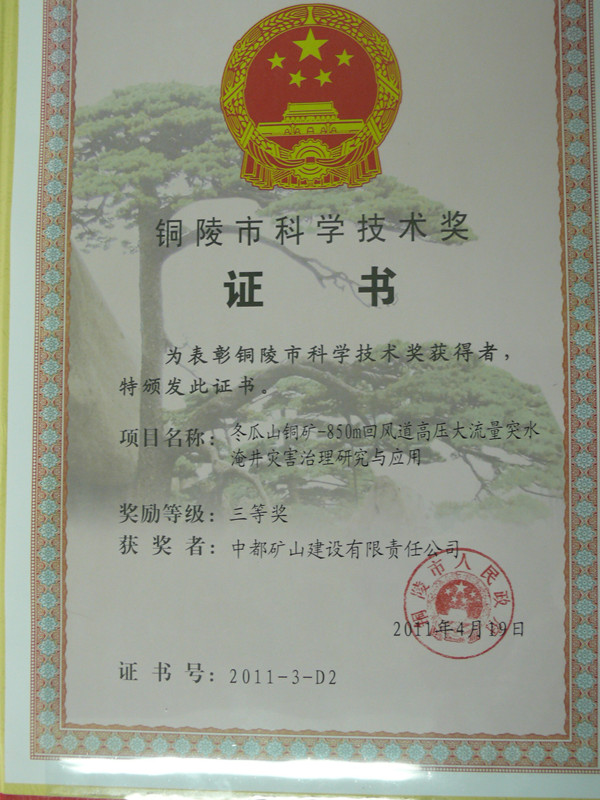 铜陵市科学技术奖
证 书
为表彰铜陵市科学技术奖获得者，
特颁发此证书。
项目名称：冬瓜山铜矿-850m回风道高压大流量突水
淹井灾害治理研究与应用
奖励等级：三等奖
获 奖 者：中都矿山建设有限责任公司
铜陵市人民政府
2011年4月19日
证 书 号：2011-3-D2